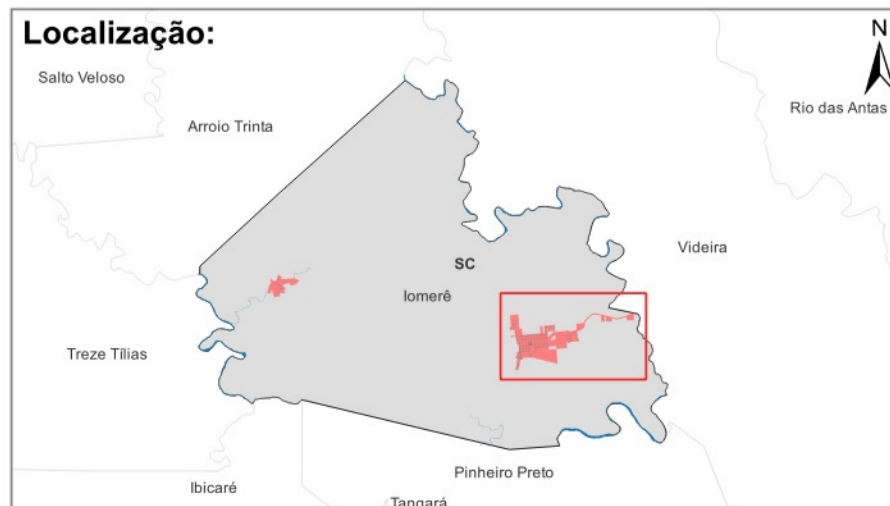 Localização:
N
Salto Veloso
Rio das Antas
Arroio Trinta
Videira
SC
Iomerê
Treze Tílias
Pinheiro Preto
Ibicaré
Tangará